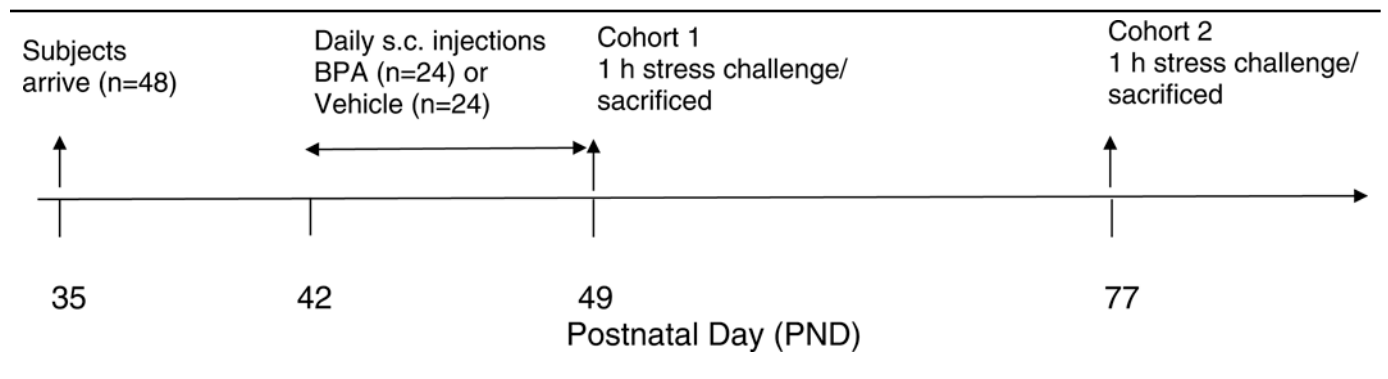 Subjects
arrive (n=48)
Daily s.c. injections
BPA (n=24) or
Vehicle (n=24)
Cohort 1
1 h stress challenge/
sacrificed
Cohort 2
1 h stress challenge/
sacrificed
35
42
49
77
Postnatal Day (PND)